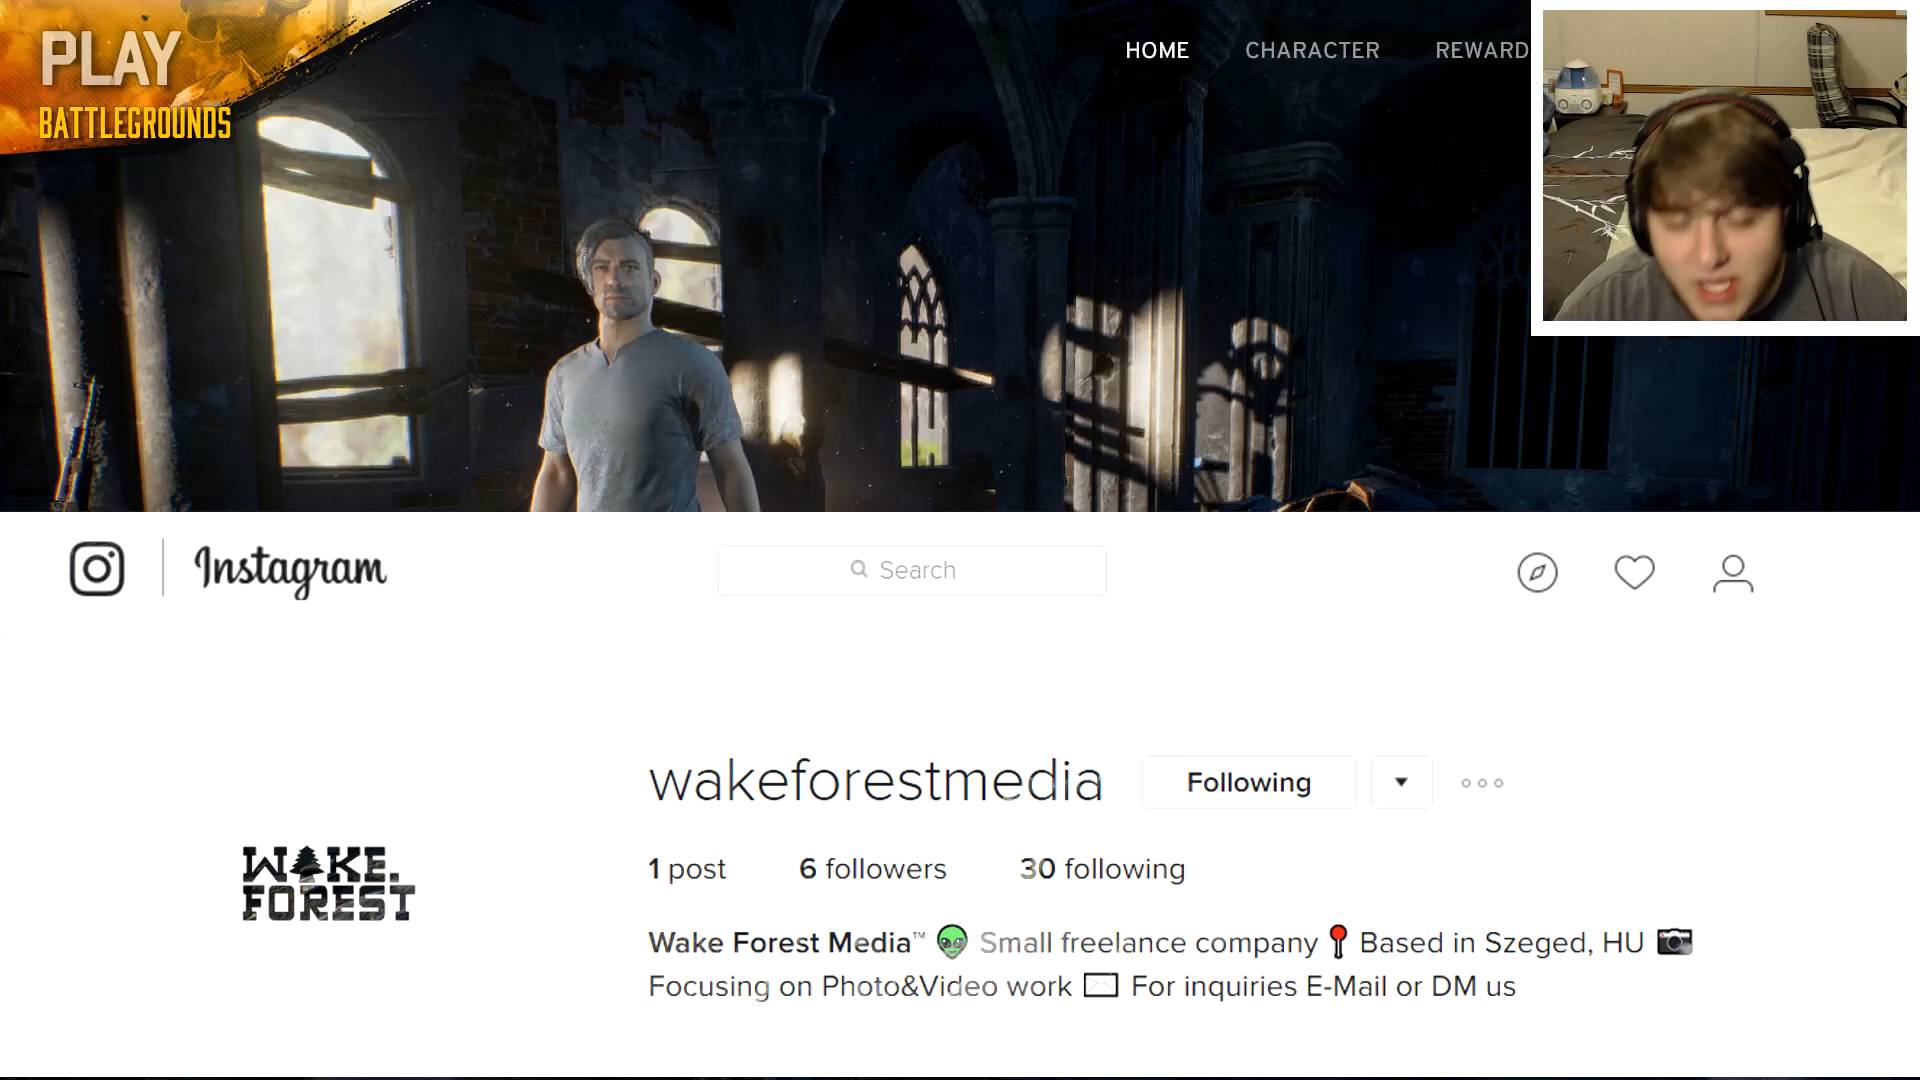 PLAY
BATTLEGROUNDS
HOME CHARACTER REWARD
Instagram
Search
wakeforestmedia Following
1 post 6 followers 30 following
WAKE.
FOREST
Wake Forest Media™ 👽 Small freelance company 📍 Based in Szeged, HU 📷
Focusing on Photo&Video work ✉ For inquiries E-Mail or DM us